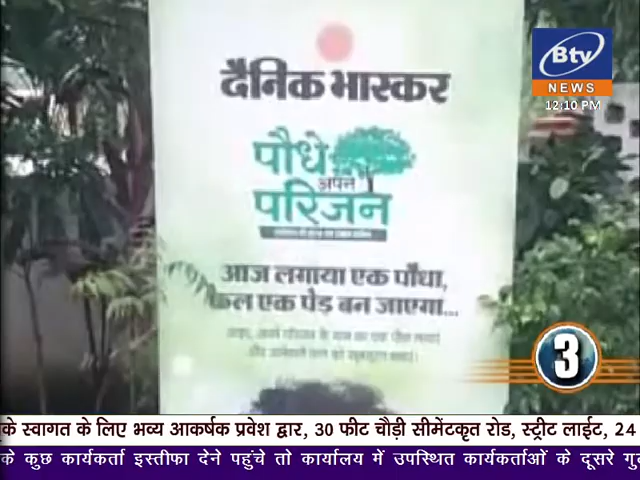 Btv
NEWS
12:10 PM
दैनिक भास्कर
पौधे
अपने
परिजन
आज लगाया एक पौधा,
कल एक पेड़ बन जाएगा...
3
के स्वागत के लिए भव्य आकर्षक प्रवेश द्वार, 30 फीट चौड़ी सीमेंटकृत रोड, स्ट्रीट लाईट, 24
के कुछ कार्यकर्ता इस्तीफा देने पहुंचे तो कार्यालय में उपस्थित कार्यकर्ताओं के दूसरे गु